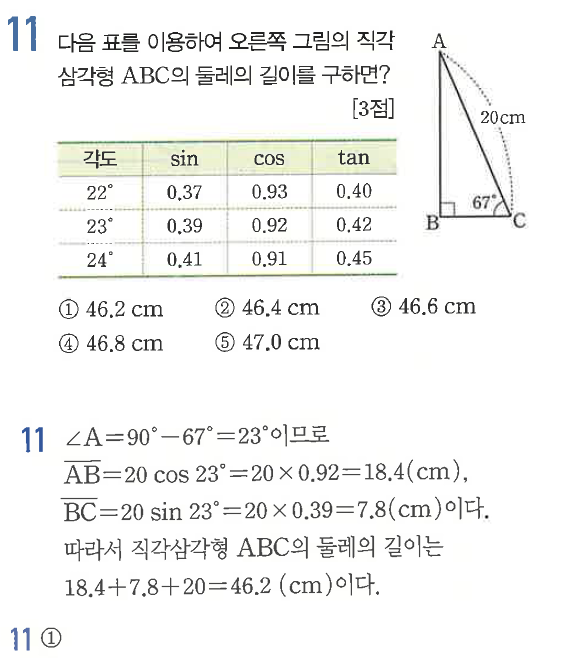 11 다음 표를 이용하여 오른쪽 그림의 직각
삼각형 ABC의 둘레의 길이를 구하면?
[3점]
A
20cm
67°
B
C
각도 sin cos tan
22° 0.37 0.93 0.40
23° 0.39 0.92 0.42
24° 0.41 0.91 0.45
① 46.2 cm ② 46.4 cm ③ 46.6 cm
④ 46.8 cm ⑤ 47.0 cm
11 ∠A=90°-67°=23°이므로
AB=20 cos 23°=20×0.92=18.4(cm),
BC=20 sin 23°=20×0.39=7.8(cm)이다.
따라서 직각삼각형 ABC의 둘레의 길이는
18.4+7.8+20=46.2 (cm)이다.
11 ①